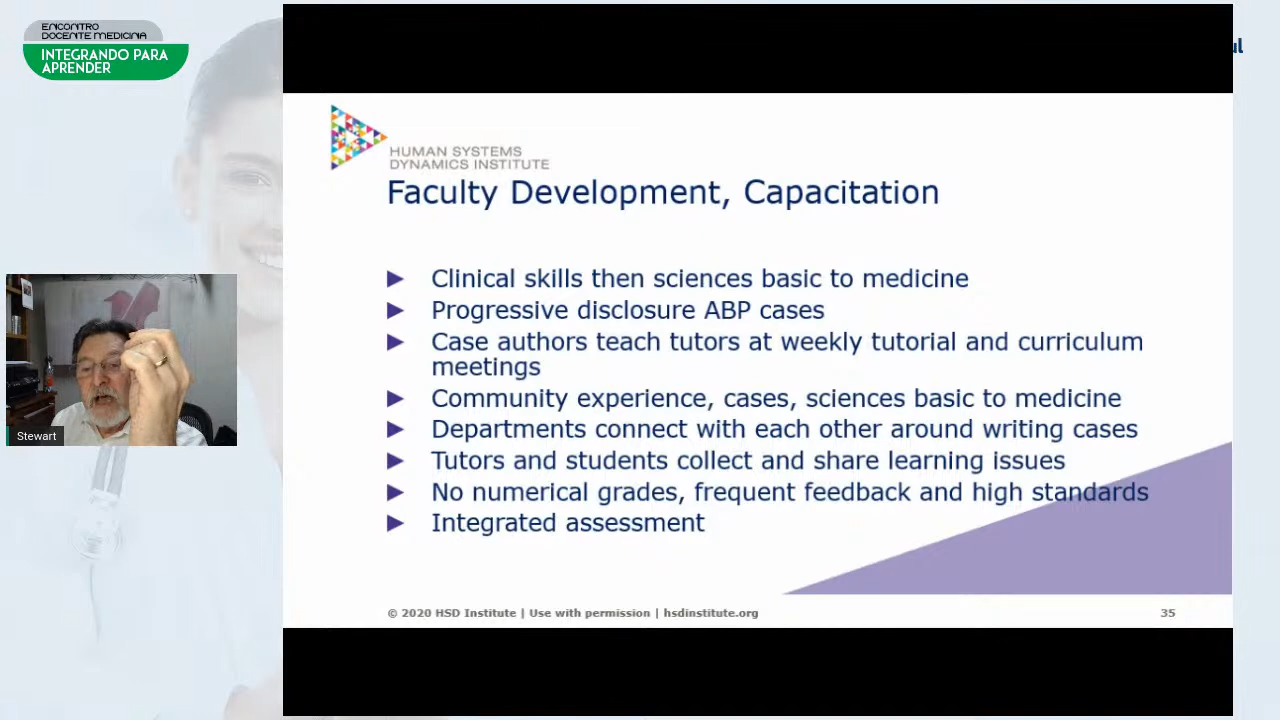 ENCONTRO
DOCENTE MEDICINA
INTEGRANDO PARA
APRENDER
HUMAN SYSTEMS
DYNAMICS INSTITUTE
Faculty Development, Capacitation
Clinical skills then sciences basic to medicine
Progressive disclosure ABP cases
Case authors teach tutors at weekly tutorial and curriculum
meetings
Community experience, cases, sciences basic to medicine
Departments connect with each other around writing cases
Tutors and students collect and share learning issues
No numerical grades, frequent feedback and high standards
Integrated assessment
© 2020 HSD Institute | Use with permission | hsdinstitute.org
35
Stewart